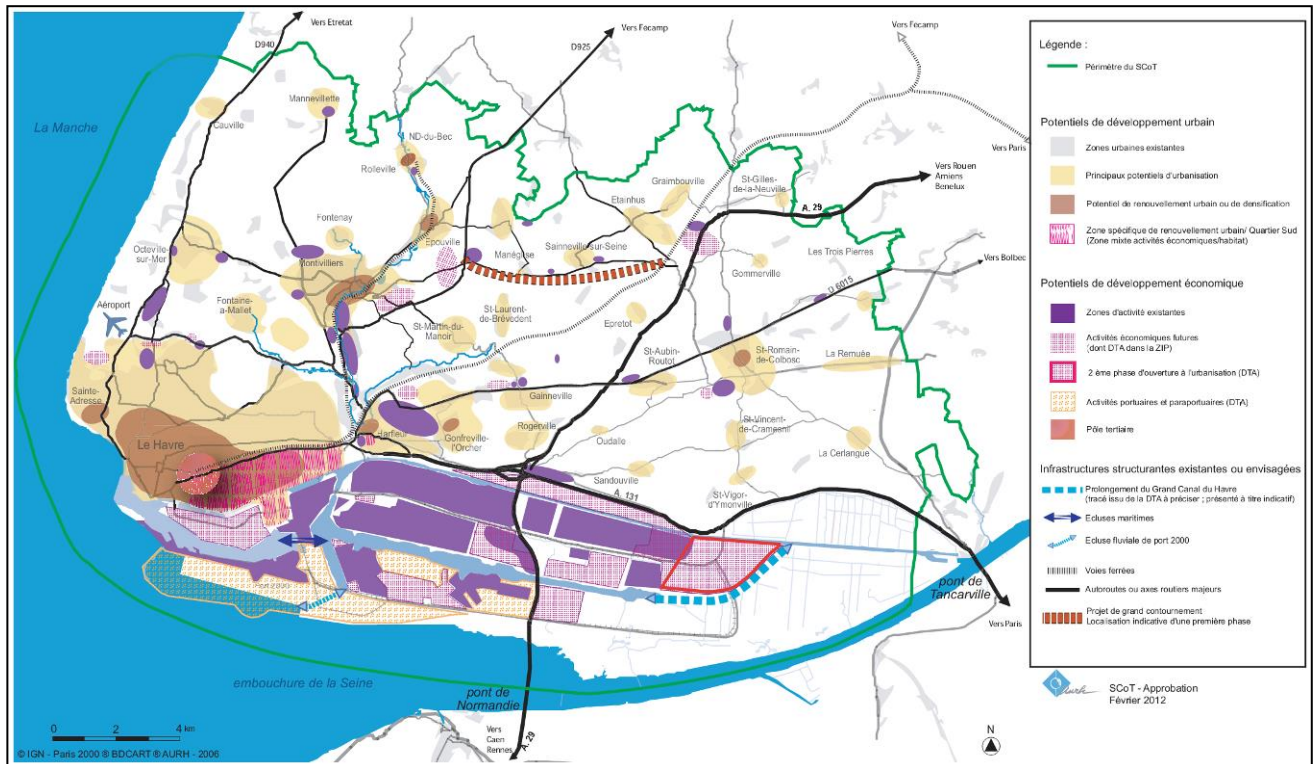 Vers Etretat
D940
Vers Fécamp
D925
Vers Fécamp
La Manche
Mannevillette
Cauville
ND-du-Bec
Rolleville
Vers Paris
Vers Rouen
Amiens
Benelux
Graimbouville
St-Gilles-
de-la-Neuville
Etainhus
A. 29
Fontenay
Octeville-
sur-Mer
Epouville
Montivilliers
Manéglise
Sainneville-sur-Seine
Les Trois Pierres
Vers Bolbec
Gommerville
D 6015
Aéroport
Fontaine-
a-Mallet
St-Martin-du-
Manoir
St-Laurent-
de-Brévedent
Epretot
St-Aubin-
Routot
St-Romain-
de-Colbosc
La Remuée
Sainte-
Adresse
Gainneville
Le Havre
Harfleur
Gonfreville-
l'Orcher
Rogerville
Oudalle
St-Vincent-
de-Cramesnil
La Cerlangue
Sandouville
A. 131
St-Vigor-
d'Ymonville
Port 2000
pont de
Tancarville
Vers Paris
embouchure de la Seine
pont de
Normandie
Vers
Caen
Rennes
A. 29
0 2 4 km
N
© IGN - Paris 2000 ® BDCART ® AURH - 2006
Légende :
Périmètre du SCoT
Potentiels de développement urbain
Zones urbaines existantes
Principaux potentiels d'urbanisation
Potentiel de renouvellement urbain ou de densification
Zone spécifique de renouvellement urbain/ Quartier Sud
(Zone mixte activités économiques/habitat)
Potentiels de développement économique
Zones d'activité existantes
Activités économiques futures
(dont DTA dans la ZIP)
2 ème phase d'ouverture à l'urbanisation (DTA)
Activités portuaires et paraportuaires (DTA)
Pôle tertiaire
Infrastructures structurantes existantes ou envisagées
Prolongement du Grand Canal du Havre
(tracé issu de la DTA à préciser ; présenté à titre indicatif)
Ecluses maritimes
Ecluse fluviale de port 2000
Voies ferrées
Autoroutes ou axes routiers majeurs
Projet de grand contournement
Localisation indicative d'une première phase
aurh
SCoT - Approbation
Février 2012